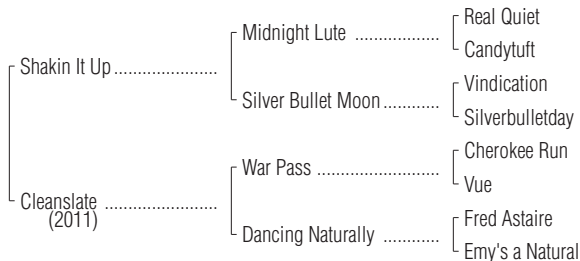 Real Quiet
Midnight Lute ..................
Candytuft
Shakin It Up ......................
Vindication
Silver Bullet Moon ............
Silverbulletday
Cherokee Run
War Pass ..........................
Vue
Cleanslate ........................
(2011)
Fred Astaire
Dancing Naturally ............
Emy's a Natural